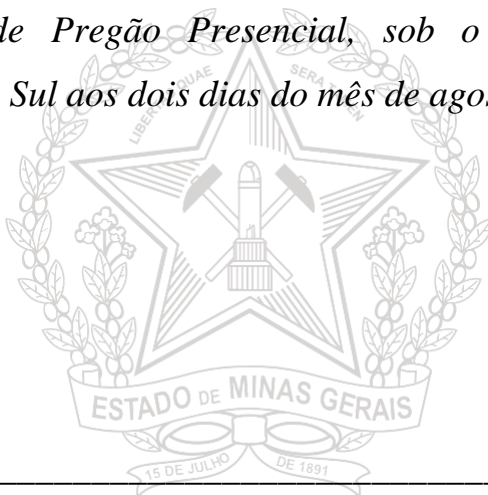 de Pregão Presencial, sob o
Sul aos dois dias do mês de
LIBERTAS QUAE SERA TAMEN
ESTADO DE MINAS GERAIS
15 DE JULHO DE 1891